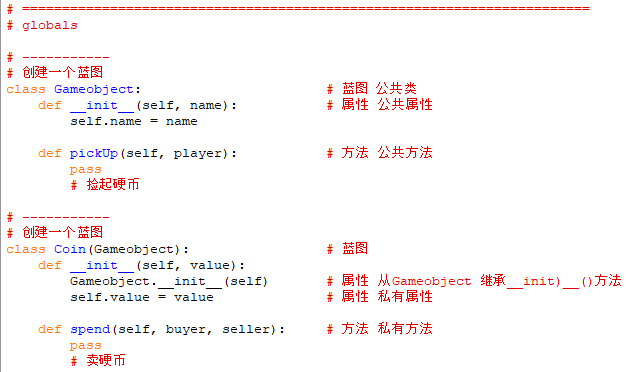 # ======================================================================
# globals
# -----------
# 创建一个蓝图
class Gameobject:                       # 蓝图 公共类
    def __init__(self, name):           # 属性 公共属性
        self.name = name
    def pickUp(self, player):           # 方法 公共方法
        pass
        # 捡起硬币
# -----------
# 创建一个蓝图
class Coin(Gameobject):                 # 蓝图
    def __init__(self, value):
        Gameobject.__init__(self)       # 属性 从Gameobject 继承__init)__()方法
        self.value = value              # 属性 私有属性
    def spend(self, buyer, seller):     # 方法 私有方法
        pass
        # 卖硬币